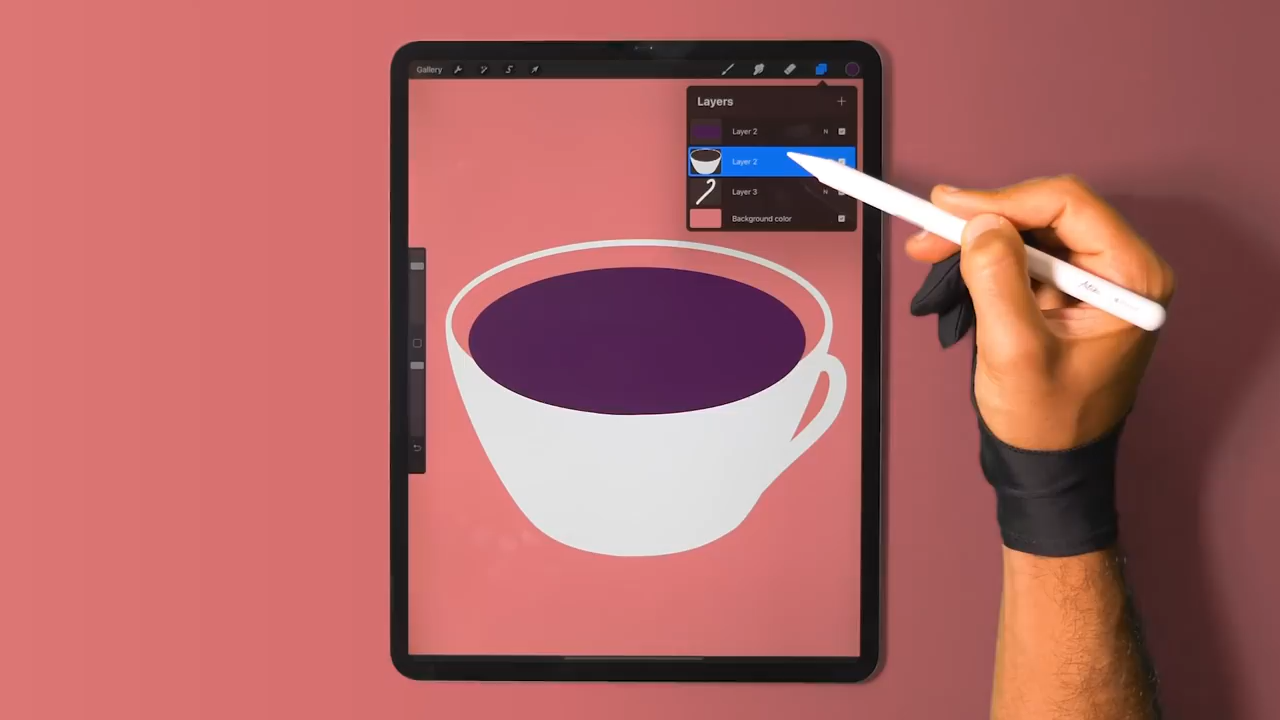 Gallery
Layers
Layer 2 N
Layer 2
Layer 3 N
Background color